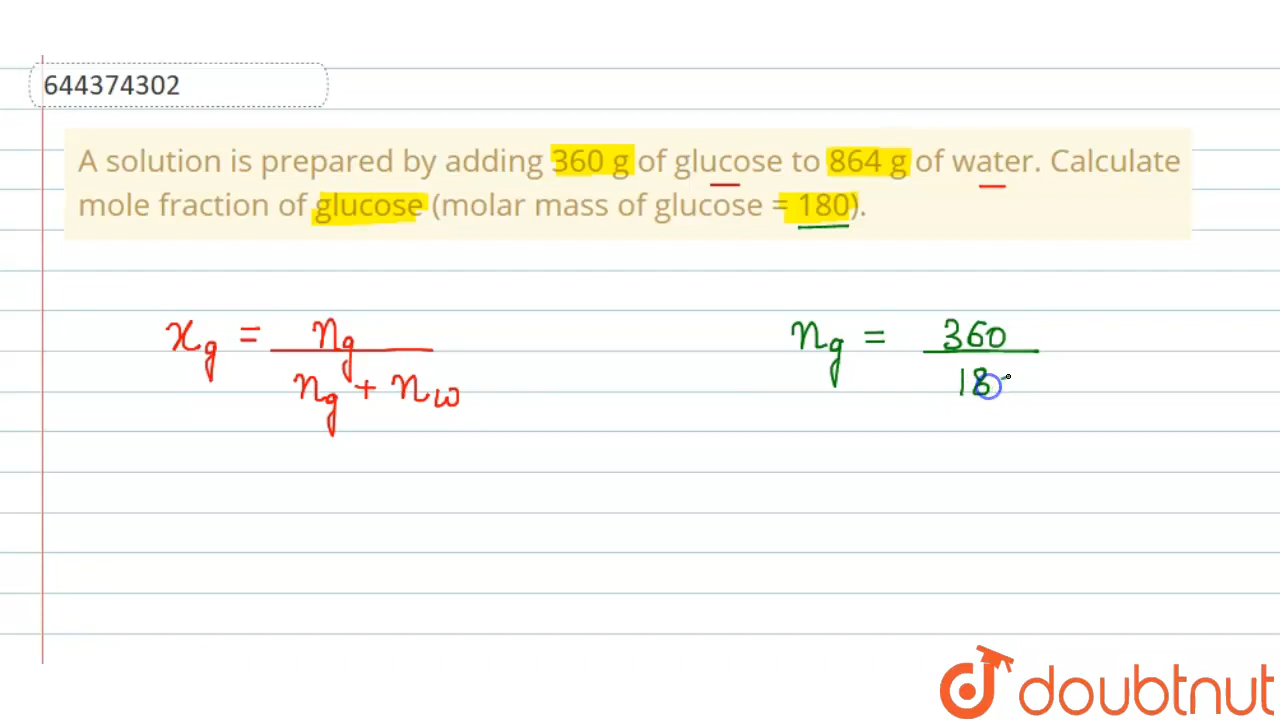 644374302
A solution is prepared by adding 360 g of glucose to 864 g of water. Calculate
mole fraction of glucose (molar mass of glucose = 180).
x_g = n_g / (n_g + n_w)
n_g = 360 / 18
doubtnut